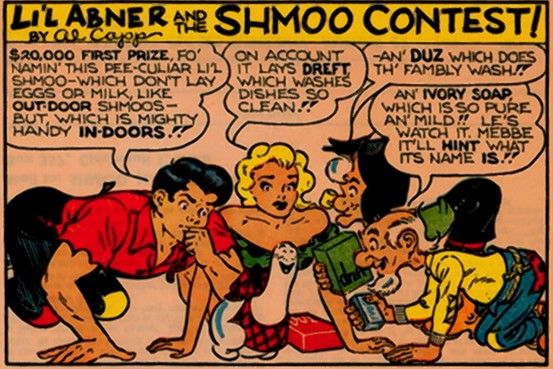 LI'L ABNER AND THE SHMOO CONTEST!
BY AL CAPP
$20,000 FIRST PRIZE, FO'
NAMIN' THIS PEE-CULIAR LI'L
SHMOO-WHICH DON'T LAY
EGGS OR MILK, LIKE
OUT-DOOR SHMOOS-
BUT, WHICH IS MIGHTY
HANDY IN-DOORS.!!
ON ACCOUNT
IT LAYS DREFT,
WHICH WASHES
DISHES SO
CLEAN.!!
-AN' DUZ WHICH DOES
TH' FAMBLY WASH.!!
AN' IVORY SOAP
WHICH IS SO PURE
AN' MILD.!! LE'S
WATCH IT. MEBBE
IT'LL HINT WHAT
ITS NAME IS.!!
dreft